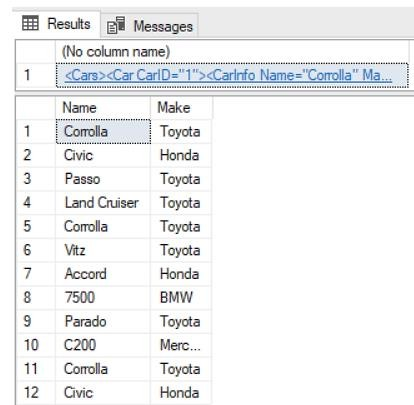 Results Messages
(No column name)
1 <Cars><Car CarID="1"><CarInfo Name="Corrolla" Ma...
Name Make
1 Corrolla Toyota
2 Civic Honda
3 Passo Toyota
4 Land Cruiser Toyota
5 Corrolla Toyota
6 Vitz Toyota
7 Accord Honda
8 7500 BMW
9 Parado Toyota
10 C200 Merc...
11 Corrolla Toyota
12 Civic Honda